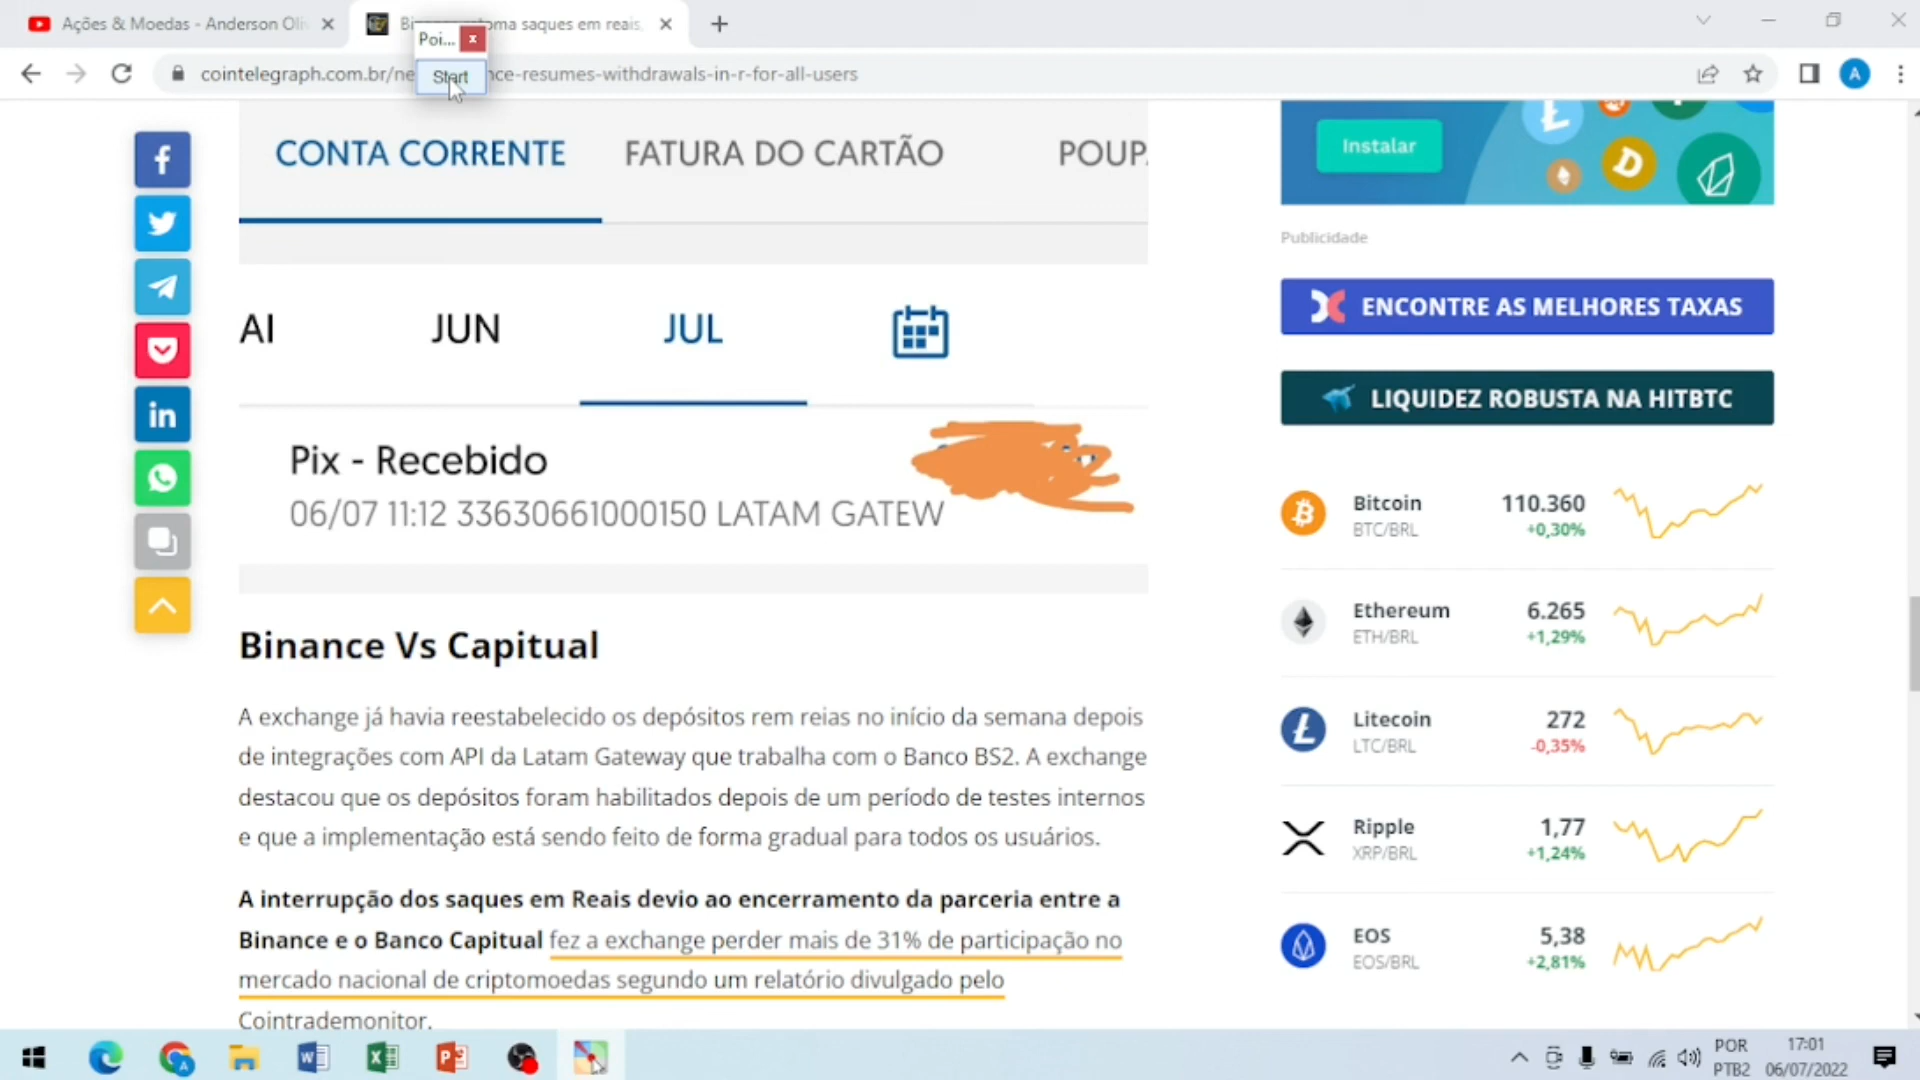 Ações & Moedas - Anderson Oli
toma saques em reais,
Poi...
Start
cointelegraph.com.br/ne
nce-resumes-withdrawals-in-r-for-all-users
A
CONTA CORRENTE
FATURA DO CARTÃO
POUPA
AI
JUN
JUL
Pix - Recebido
06/07 11:12 33630661000150 LATAM GATEW
Binance Vs Capitual
A exchange já havia reestabelecido os depósitos rem reias no início da semana depois
de integrações com API da Latam Gateway que trabalha com o Banco BS2. A exchange
destacou que os depósitos foram habilitados depois de um período de testes internos
e que a implementação está sendo feito de forma gradual para todos os usuários.
A interrupção dos saques em Reais devio ao encerramento da parceria entre a
Binance e o Banco Capitual fez a exchange perder mais de 31% de participação no
mercado nacional de criptomoedas segundo um relatório divulgado pelo
Cointrademonitor.
Instalar
Publicidade
ENCONTRE AS MELHORES TAXAS
LIQUIDEZ ROBUSTA NA HITBTC
Bitcoin 110.360
BTC/BRL +0,30%
Ethereum 6.265
ETH/BRL +1,29%
Litecoin 272
LTC/BRL -0,35%
Ripple 1,77
XRP/BRL +1,24%
EOS 5,38
EOS/BRL +2,81%
POR 17:01
PTB2 06/07/2022